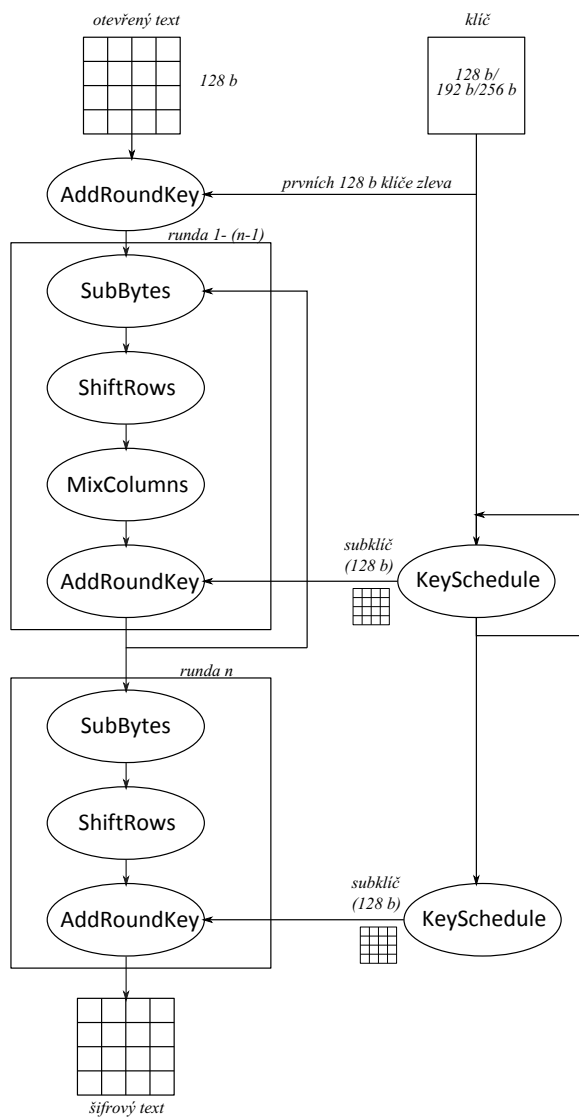 otevřený text
klíč
128 b
128 b/
192 b/256 b
AddRoundKey
prvních 128 b klíče zleva
runda 1- (n-1)
SubBytes
ShiftRows
MixColumns
AddRoundKey
subklíč
(128 b)
KeySchedule
runda n
SubBytes
ShiftRows
AddRoundKey
subklíč
(128 b)
KeySchedule
šifrový text